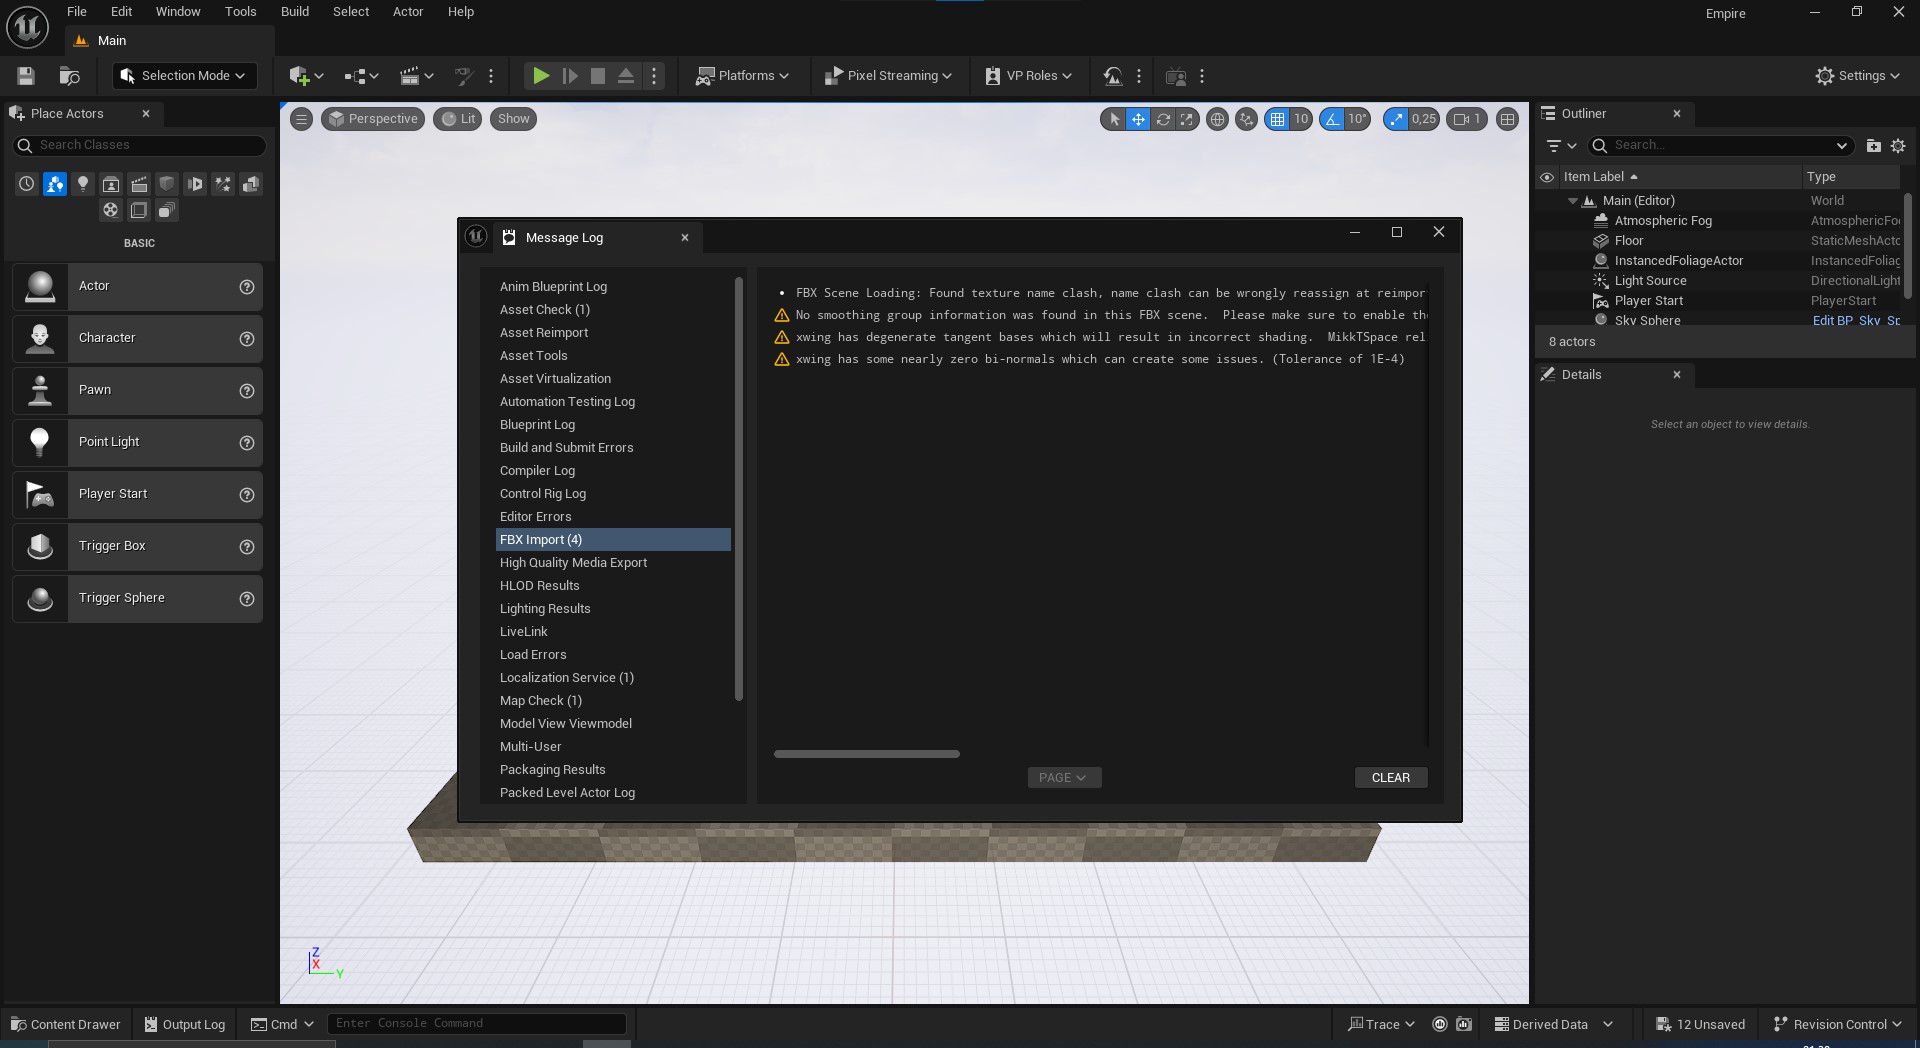 File Edit Window Tools Build Select Actor Help
Empire
Main
Selection Mode
Platforms
Pixel Streaming
VP Roles
Settings
Place Actors
Search Classes
BASIC
Actor
Character
Pawn
Point Light
Player Start
Trigger Box
Trigger Sphere
Perspective
Lit
Show
10
10°
0,25
1
Message Log
Anim Blueprint Log
Asset Check (1)
Asset Reimport
Asset Tools
Asset Virtualization
Automation Testing Log
Blueprint Log
Build and Submit Errors
Compiler Log
Control Rig Log
Editor Errors
FBX Import (4)
High Quality Media Export
HLOD Results
Lighting Results
LiveLink
Load Errors
Localization Service (1)
Map Check (1)
Model View Viewmodel
Multi-User
Packaging Results
Packed Level Actor Log
FBX Scene Loading: Found texture name clash, name clash can be wrongly reassign at reimpor
No smoothing group information was found in this FBX scene.  Please make sure to enable th
xwing has degenerate tangent bases which will result in incorrect shading.  MikkTSpace rel
xwing has some nearly zero bi-normals which can create some issues. (Tolerance of 1E-4)
PAGE
CLEAR
Z
X
Y
Outliner
Search...
Item Label Type
Main (Editor) World
Atmospheric Fog AtmosphericFo
Floor StaticMeshActo
InstancedFoliageActor InstancedFoliag
Light Source DirectionalLight
Player Start PlayerStart
Sky Sphere Edit BP_Sky_Sp
8 actors
Details
Select an object to view details.
Content Drawer
Output Log
Cmd
Enter Console Command
Trace
Derived Data
12 Unsaved
Revision Control